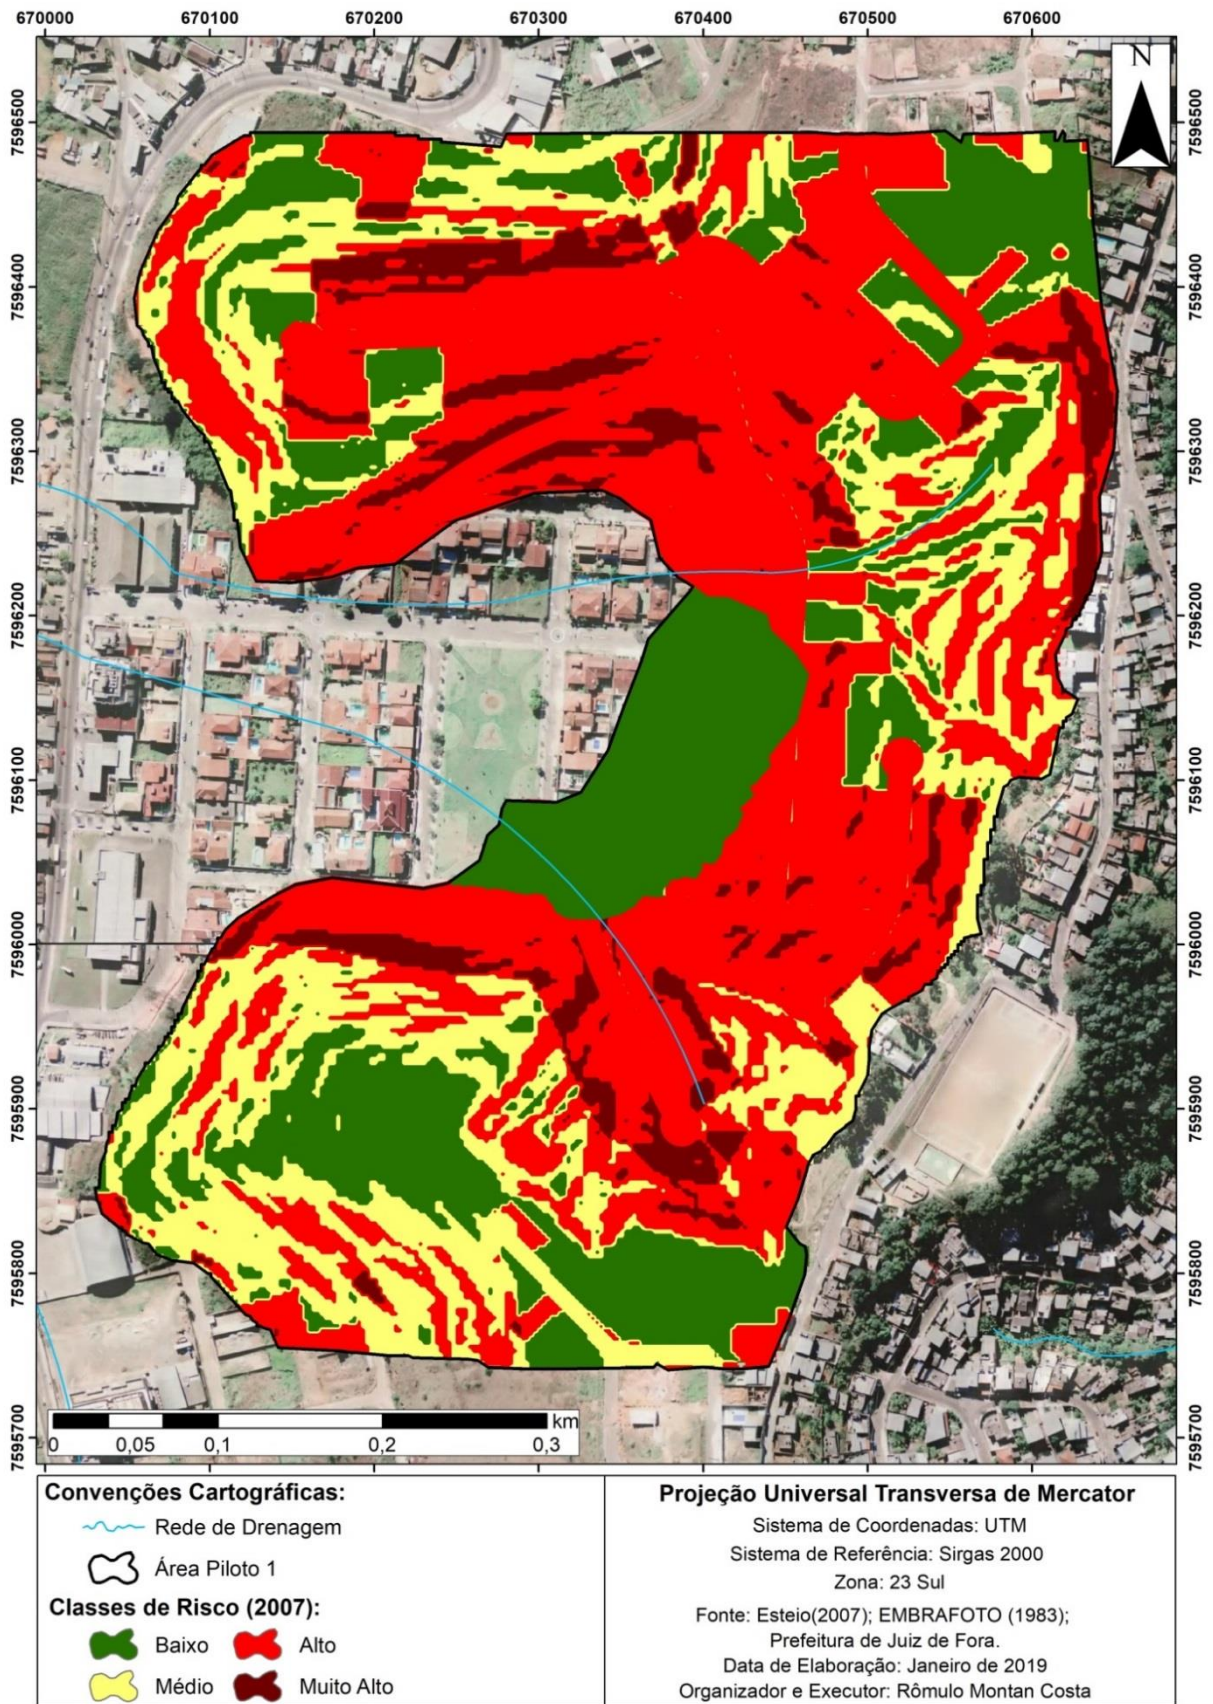 670000 670100 670200 670300 670400 670500 670600
N
7596500 7596500
7596400 7596400
7596300 7596300
7596200 7596200
7596100 7596100
7596000 7596000
7595900 7595900
7595800 7595800
7595700 7595700
km
0 0,05 0,1 0,2 0,3
Convenções Cartográficas:
Rede de Drenagem
Área Piloto 1
Classes de Risco (2007):
Baixo Alto
Médio Muito Alto
Projeção Universal Transversa de Mercator
Sistema de Coordenadas: UTM
Sistema de Referência: Sirgas 2000
Zona: 23 Sul
Fonte: Esteio(2007); EMBRAFOTO (1983);
Prefeitura de Juiz de Fora.
Data de Elaboração: Janeiro de 2019
Organizador e Executor: Rômulo Montan Costa